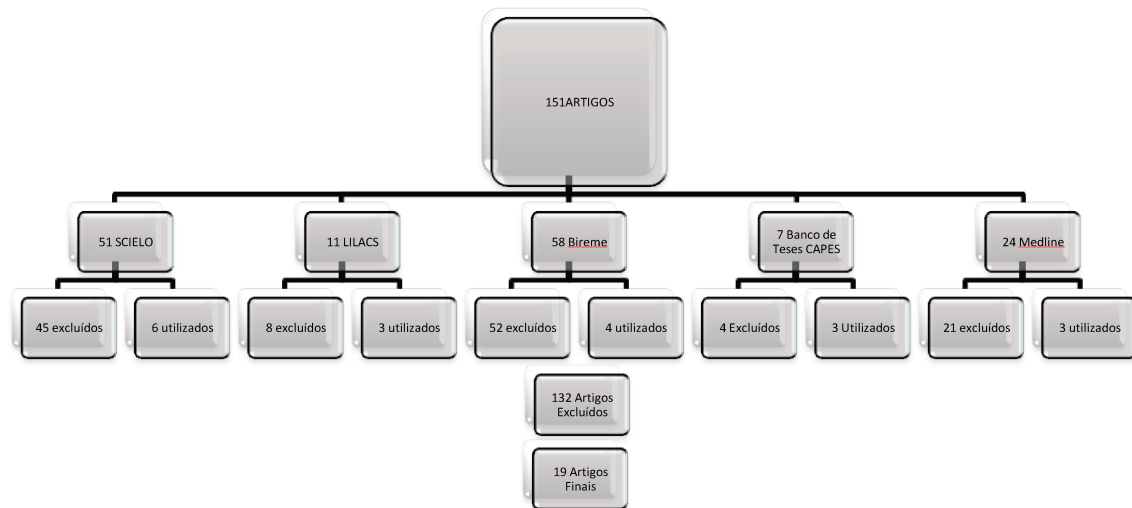 151ARTIGOS
51 SCIELO
11 LILACS
58 Bireme
7 Banco de
Teses CAPES
24 Medline
45 excluídos
6 utilizados
8 excluídos
3 utilizados
52 excluídos
4 utilizados
4 Excluídos
3 Utilizados
21 excluídos
3 utilizados
132 Artigos
Excluídos
19 Artigos
Finais